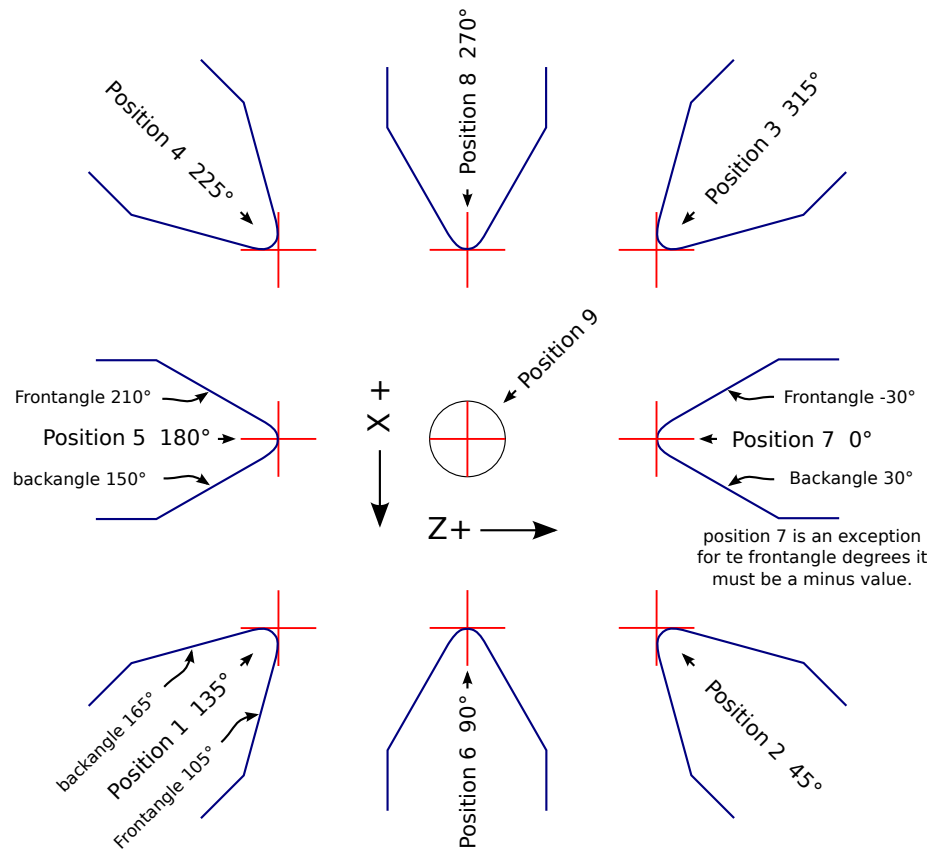 Position 4 225°
Position 8 270°
Position 3 315°
Position 9
Frontangle 210°
Position 5 180°
backangle 150°
X +
Z+
Frontangle -30°
Position 7 0°
Backangle 30°
position 7 is an exception
for te frontangle degrees it
must be a minus value.
backangle 165°
Position 1 135°
Frontangle 105°
Position 6 90°
Position 2 45°